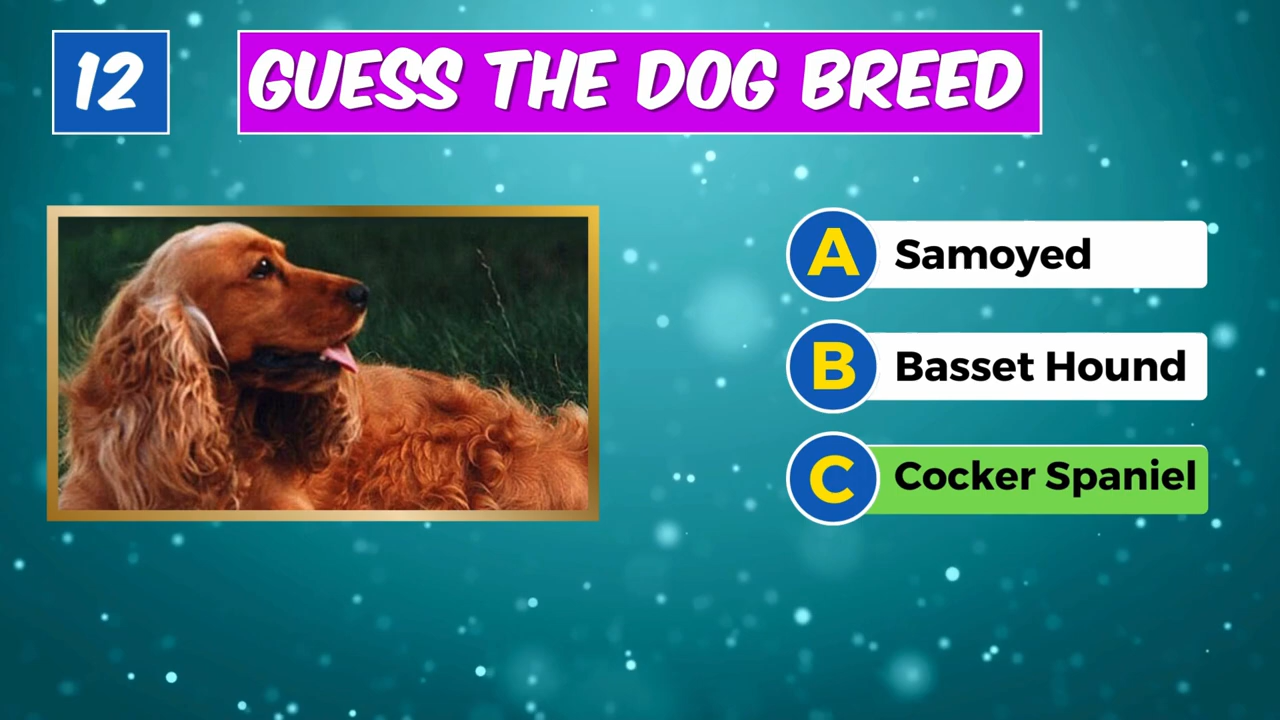 12
GUESS THE DOG BREED
A Samoyed
B Basset Hound
C Cocker Spaniel